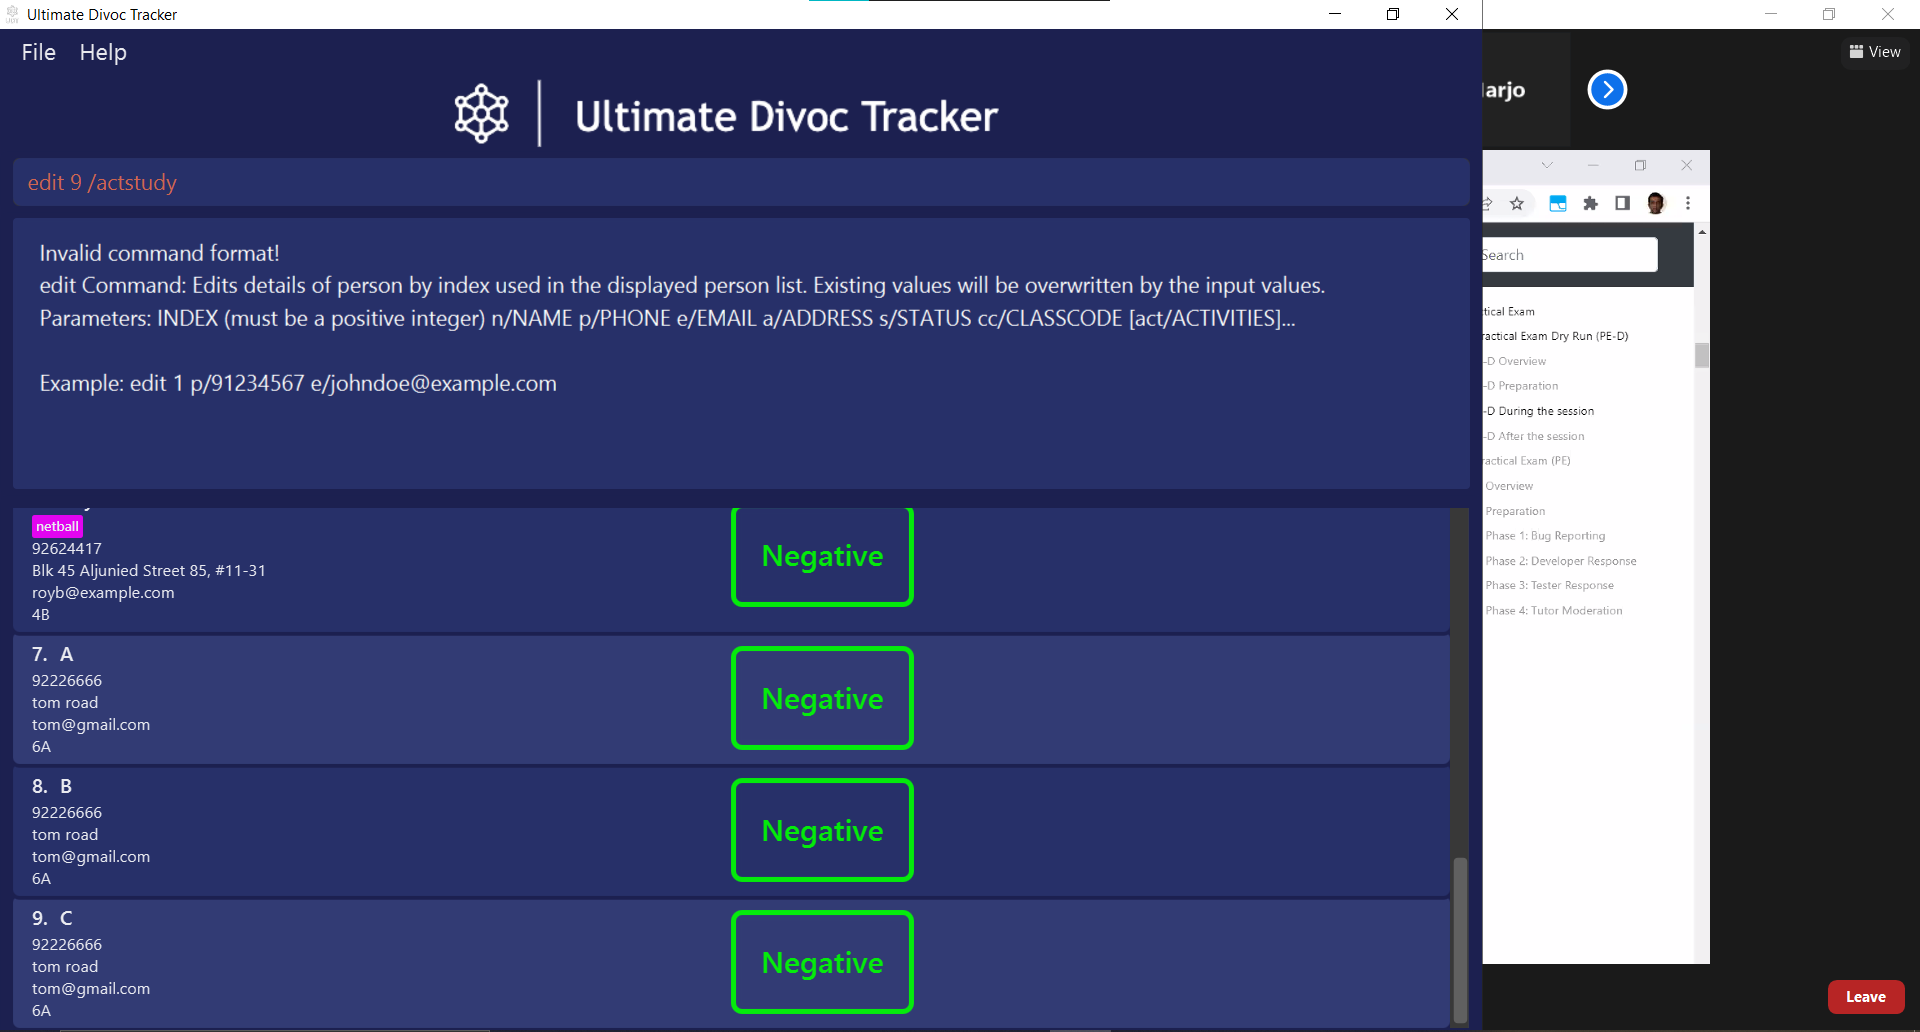 Ultimate Divoc Tracker
File Help
Ultimate Divoc Tracker
edit 9 /actstudy
Invalid command format!
edit Command: Edits details of person by index used in the displayed person list. Existing values will be overwritten by the input values.
Parameters: INDEX (must be a positive integer) n/NAME p/PHONE e/EMAIL a/ADDRESS s/STATUS cc/CLASSCODE [act/ACTIVITIES]...
Example: edit 1 p/91234567 e/johndoe@example.com
netball
92624417
Blk 45 Aljunied Street 85, #11-31
royb@example.com
4B
Negative
7. A
92226666
tom road
tom@gmail.com
6A
Negative
8. B
92226666
tom road
tom@gmail.com
6A
Negative
9. C
92226666
tom road
tom@gmail.com
6A
Negative
View
arjo
Search
tical Exam
ractical Exam Dry Run (PE-D)
-D Overview
-D Preparation
-D During the session
-D After the session
ractical Exam (PE)
Overview
Preparation
Phase 1: Bug Reporting
Phase 2: Developer Response
Phase 3: Tester Response
Phase 4: Tutor Moderation
Leave